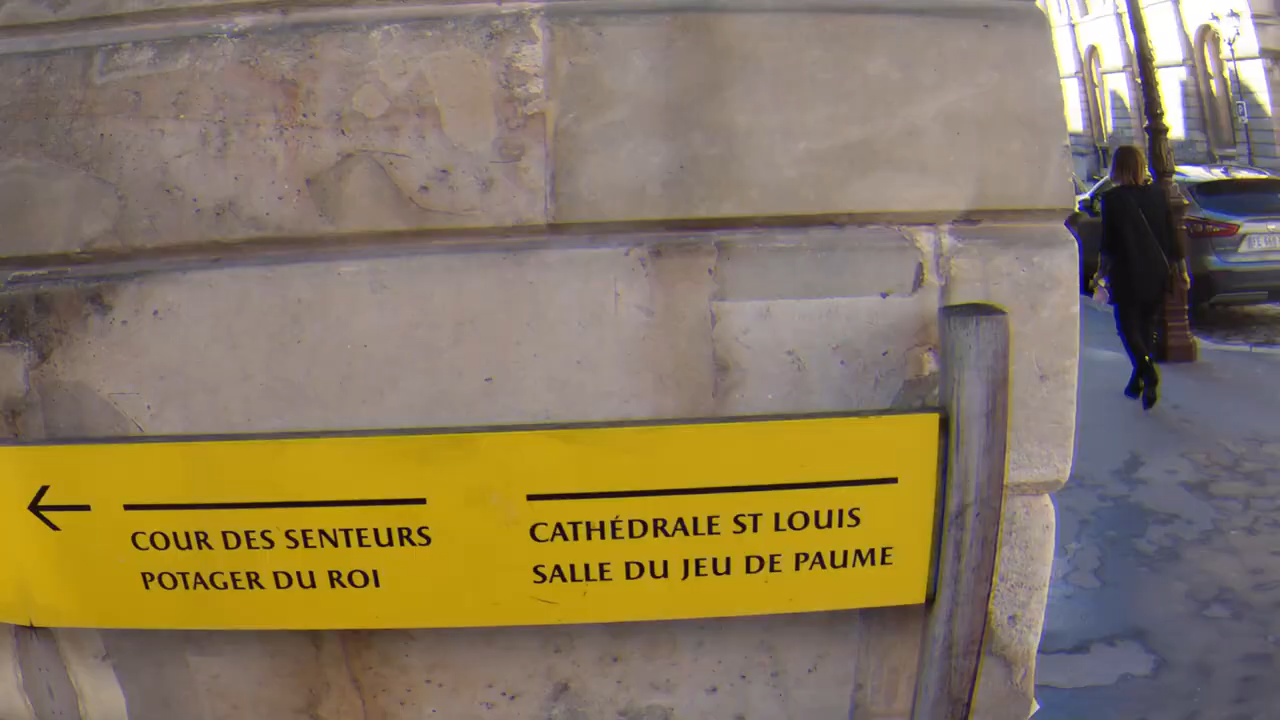 COUR DES SENTEURS
POTAGER DU ROI
CATHÉDRALE ST LOUIS
SALLE DU JEU DE PAUME